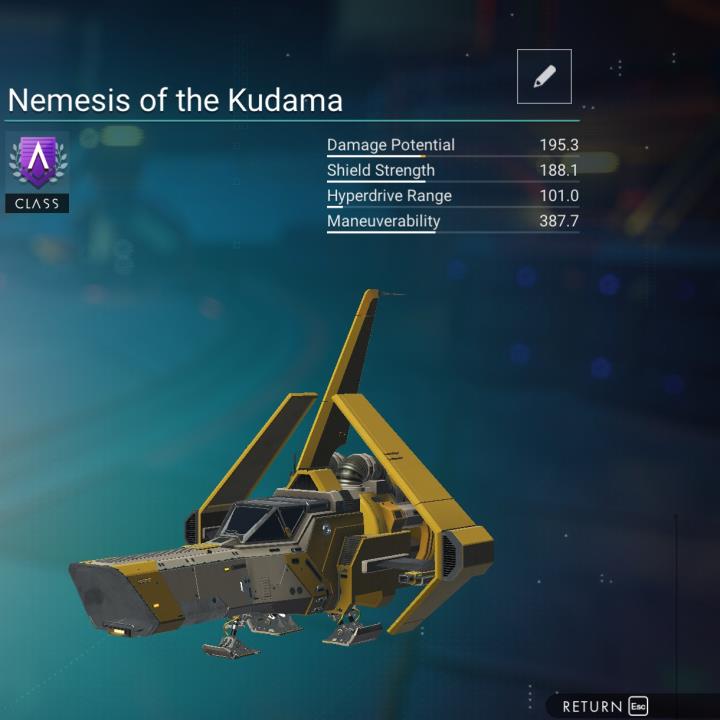 Nemesis of the Kudama
CLASS
Damage Potential 195.3
Shield Strength 188.1
Hyperdrive Range 101.0
Maneuverability 387.7
RETURN Esc